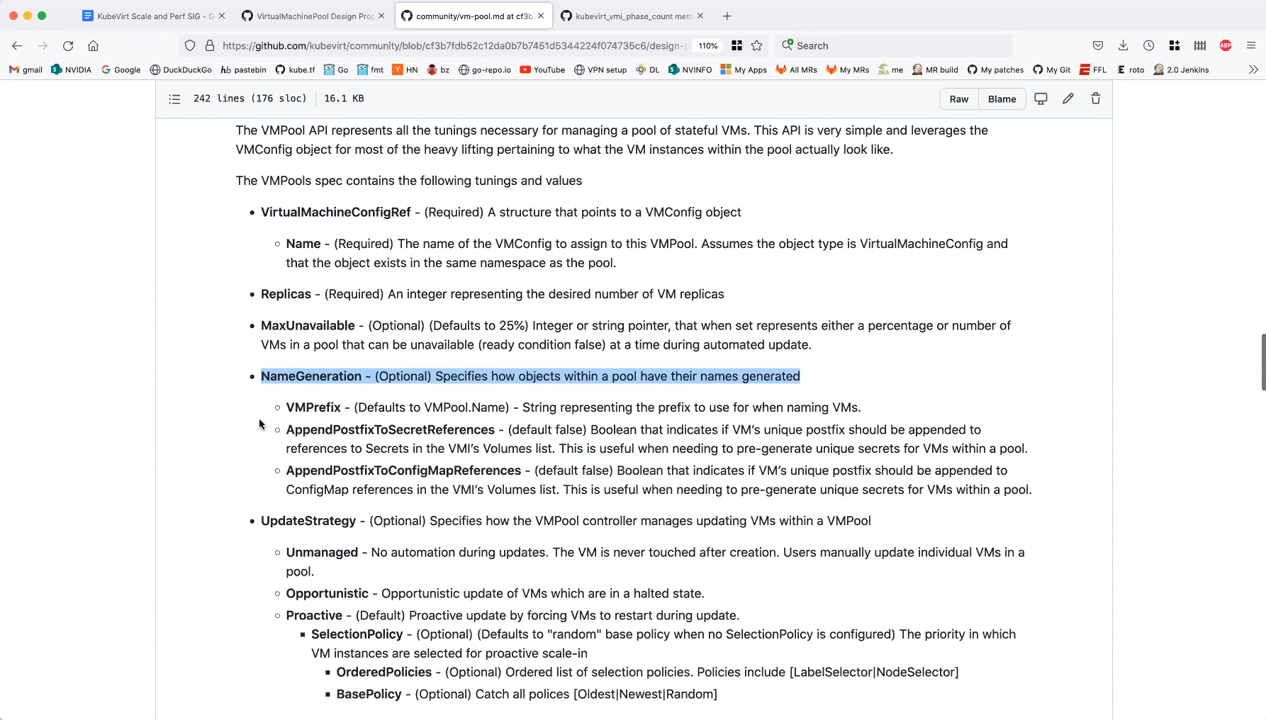 KubeVirt Scale and Perf SIG - G
VirtualMachinePool Design Prop
community/vm-pool.md at cf3b7
kubevirt_vmi_phase_count metr
https://github.com/kubevirt/community/blob/cf3b7fdb52c12da0b7b7451d5344224f074735c6/design-p
110%
Search
gmail
NVIDIA
Google
DuckDuckGo
hb pastebin
kube.tf
Go
fmt
HN
bz
go-repo.io
YouTube
VPN setup
DL
NVINFO
My Apps
All MRs
My MRs
me
MR build
My patches
My Git
FFL
eroto
2.0 Jenkins
242 lines (176 sloc)
16.1 KB
Raw
Blame
The VMPool API represents all the tunings necessary for managing a pool of stateful VMs. This API is very simple and leverages the
VMConfig object for most of the heavy lifting pertaining to what the VM instances within the pool actually look like.
The VMPools spec contains the following tunings and values
• VirtualMachineConfigRef - (Required) A structure that points to a VMConfig object
◦ Name - (Required) The name of the VMConfig to assign to this VMPool. Assumes the object type is VirtualMachineConfig and
that the object exists in the same namespace as the pool.
• Replicas - (Required) An integer representing the desired number of VM replicas
• MaxUnavailable - (Optional) (Defaults to 25%) Integer or string pointer, that when set represents either a percentage or number of
VMs in a pool that can be unavailable (ready condition false) at a time during automated update.
• NameGeneration - (Optional) Specifies how objects within a pool have their names generated
◦ VMPrefix - (Defaults to VMPool.Name) - String representing the prefix to use for when naming VMs.
◦ AppendPostfixToSecretReferences - (default false) Boolean that indicates if VM's unique postfix should be appended to
references to Secrets in the VMI's Volumes list. This is useful when needing to pre-generate unique secrets for VMs within a pool.
◦ AppendPostfixToConfigMapReferences - (default false) Boolean that indicates if VM's unique postfix should be appended to
ConfigMap references in the VMI's Volumes list. This is useful when needing to pre-generate unique secrets for VMs within a pool.
• UpdateStrategy - (Optional) Specifies how the VMPool controller manages updating VMs within a VMPool
◦ Unmanaged - No automation during updates. The VM is never touched after creation. Users manually update individual VMs in a
pool.
◦ Opportunistic - Opportunistic update of VMs which are in a halted state.
◦ Proactive - (Default) Proactive update by forcing VMs to restart during update.
▪ SelectionPolicy - (Optional) (Defaults to "random" base policy when no SelectionPolicy is configured) The priority in which
VM instances are selected for proactive scale-in
▪ OrderedPolicies - (Optional) Ordered list of selection policies. Policies include [LabelSelector|NodeSelector]
▪ BasePolicy - (Optional) Catch all polices [Oldest|Newest|Random]